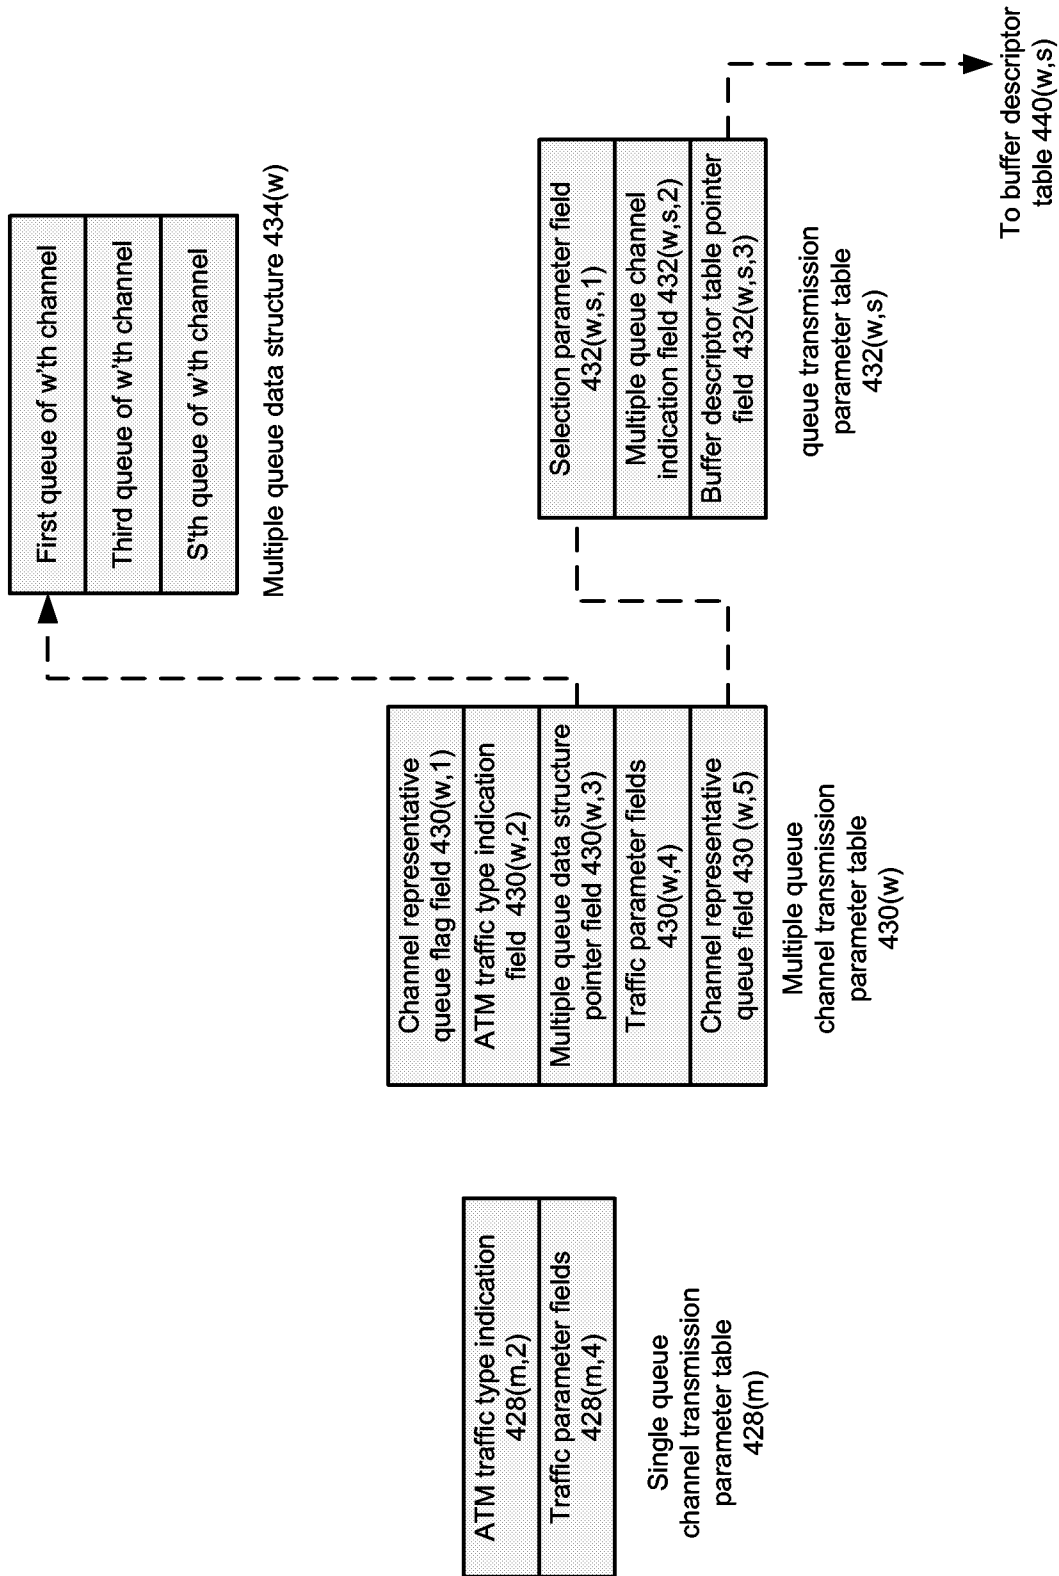 ATM traffic type indication
428(m,2)
Traffic parameter fields
428(m,4)
Single queue
channel transmission
parameter table
428(m)
Channel representative
queue flag field 430(w,1)
ATM traffic type indication
field 430(w,2)
Multiple queue data structure
pointer field 430(w,3)
Traffic parameter fields
430(w,4)
Channel representative
queue field 430 (w,5)
Multiple queue
channel transmission
parameter table
430(w)
First queue of w'th channel
Third queue of w'th channel
S'th queue of w'th channel
Multiple queue data structure 434(w)
Selection parameter field
432(w,s,1)
Multiple queue channel
indication field 432(w,s,2)
Buffer descriptor table pointer
field 432(w,s,3)
queue transmission
parameter table
432(w,s)
To buffer descriptor
table 440(w,s)